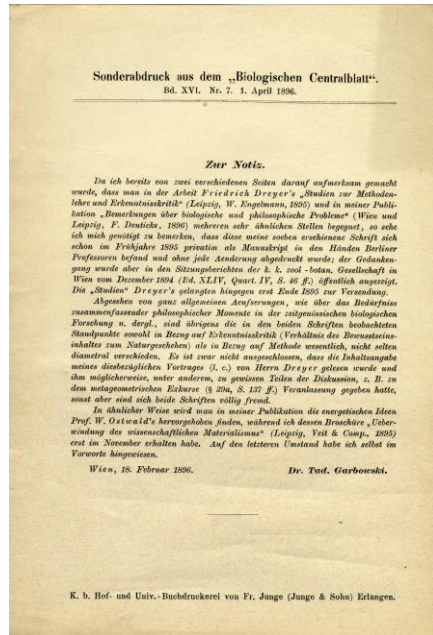 Sonderabdruck aus dem „Biologischen Centralblatt“.
Bd. XVI. Nr. 7. 1. April 1896.
Zur Notiz.
Da ich bereits von zwei verschiedenen Seiten darauf aufmerksam gemacht
wurde, dass man in der Arbeit Friedrich Dreyer's „Studien zur Methoden-
lehre und Erkenntnisskritik“ (Leipzig, W. Engelmann, 1895) und in meiner Publi-
kation „Bemerkungen über biologische und philosophische Probleme“ (Wien und
Leipzig, F. Deuticke, 1896) mehreren sehr ähnlichen Stellen begegnet, so sehe
ich mich genötigt zu bemerken, dass diese meine soeben erschienene Schrift sich
schon im Frühjahre 1895 privatim als Manuskript in den Händen Berliner
Professoren befand und ohne jede Aenderung abgedruckt wurde; der Gedanken-
gang wurde aber in den Sitzungsberichten der k. k. zool.-botan. Gesellschaft in
Wien vom Dezember 1894 (Bd. XLIV, Quart. IV, S. 46 ff.) öffentlich angezeigt.
Die „Studien“ Dreyer's gelangten hingegen erst Ende 1895 zur Versendung.
Abgesehen von ganz allgemeinen Aeufserungen, wie über das Bedürfniss
zusammenfassender philosophischer Momente in der zeitgenössischen biologischen
Forschung u. dergl., sind übrigens die in den beiden Schriften beobachteten
Standpunkte sowohl in Bezug auf Erkenntnisskritik (Verhältnis des Bewusstseins-
inhaltes zum Naturgeschehen) als in Bezug auf Methode wesentlich, nicht selten
diametral verschieden. Es ist zwar nicht ausgeschlossen, dass die Inhaltsangabe
meines diesbezüglichen Vortrages (l. c.) von Herrn Dreyer gelesen wurde und
ihm möglicherweise, unter anderem, zu gewissen Teilen der Diskussion, z. B. zu
dem metageometrischen Exkurse (§ 29a, S. 137 ff.) Veranlassung gegeben hatte,
sonst aber sind sich beide Schriften völlig fremd.
In ähnlicher Weise wird man in meiner Publikation die energetischen Ideen
Prof. W. Ostwald's hervorgehoben finden, während ich dessen Broschüre „Ueber-
windung des wissenschaftlichen Materialismus“ (Leipzig, Veit & Comp., 1895)
erst im November erhalten habe. Auf den letzteren Umstand habe ich selbst im
Vorworte hingewiesen.
Wien, 18. Februar 1896. Dr. Tad. Garbowski.
K. b. Hof- und Univ.-Buchdruckerei von Fr. Junge (Junge & Sohn) Erlangen.